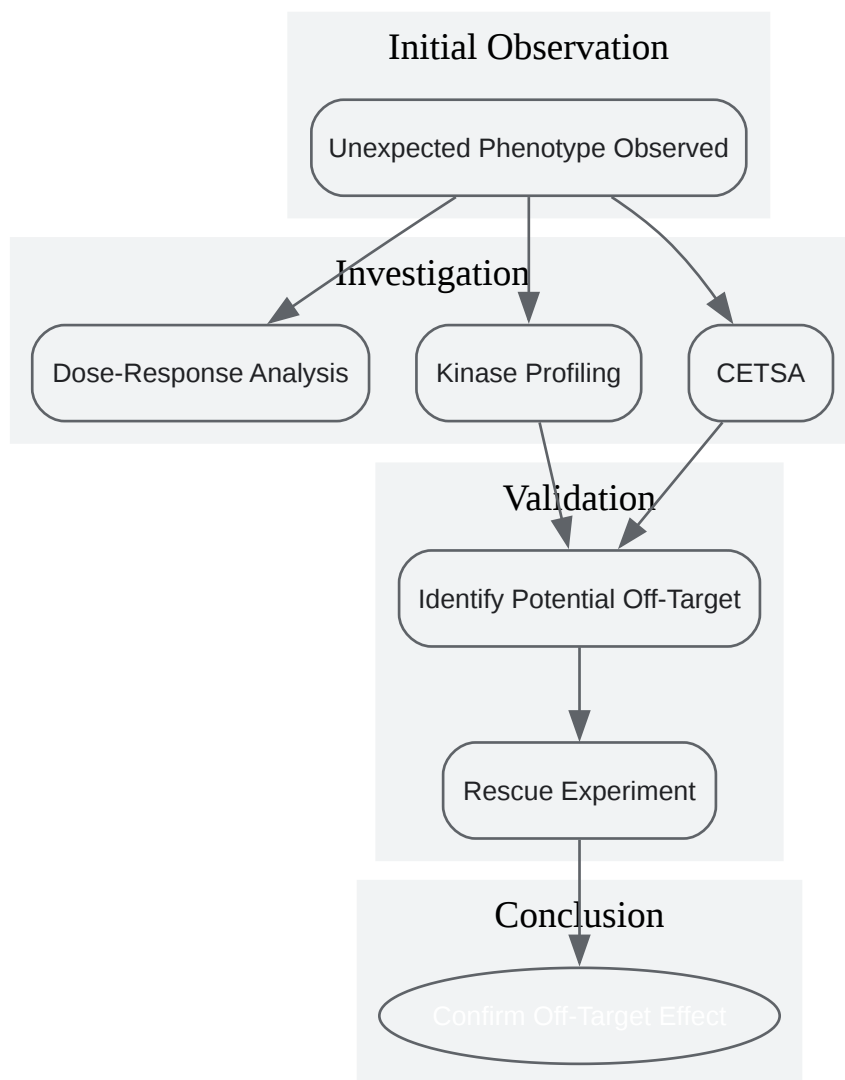 Initial Observation
Unexpected Phenotype Observed
Investigation
Dose-Response Analysis
Kinase Profiling
CETSA
Validation
Identify Potential Off-Target
Rescue Experiment
Conclusion
Confirm Off-Target Effect